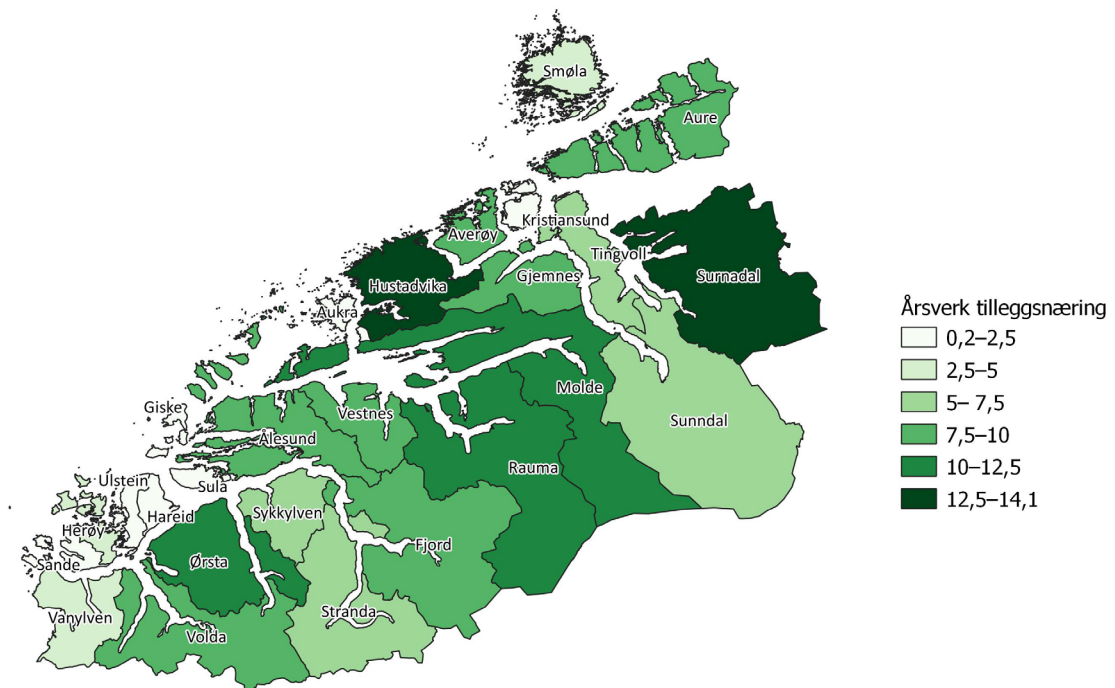 Smøla
Aure
Kristiansund
Averøy
Tingvoll
Surnadal
Gjemnes
Hustadvika
Aukra
Årsverk tilleggsnæring
0,2–2,5
2,5–5
5– 7,5
7,5–10
10–12,5
12,5–14,1
Molde
Giske
Vestnes
Sunndal
Ålesund
Rauma
Ulstein
Sula
Hareid
Sykkylven
Herøy
Fjord
Sande
Ørsta
Vanylven
Stranda
Volda